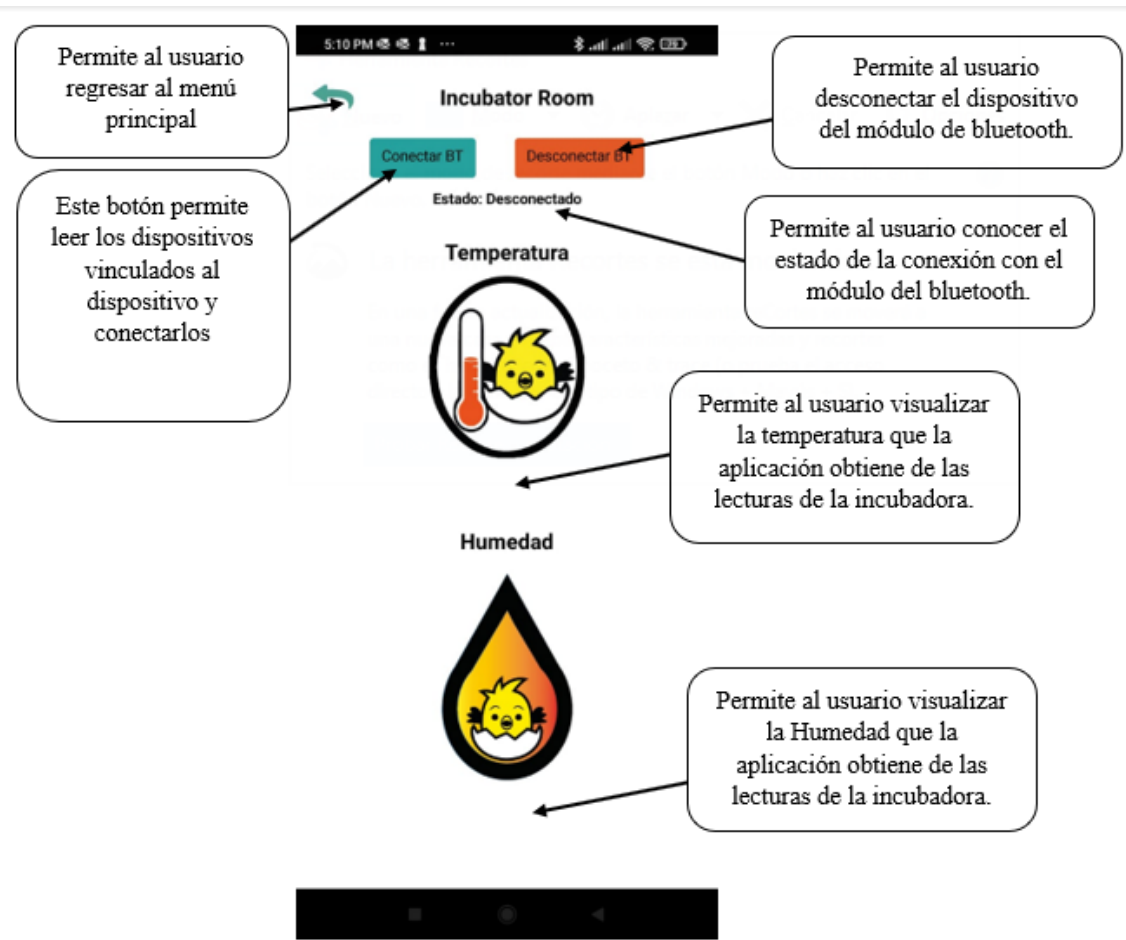 Permite al usuario
regresar al menú
principal
Este botón permite
leer los dispositivos
vinculados al
dispositivo y
conectarlos
5:10 PM
25
Incubator Room
Conectar BT
Desconectar BT
Estado: Desconectado
Temperatura
Humedad
Permite al usuario
desconectar el dispositivo
del módulo de bluetooth.
Permite al usuario conocer el
estado de la conexión con el
módulo del bluetooth.
Permite al usuario visualizar
la temperatura que la
aplicación obtiene de las
lecturas de la incubadora.
Permite al usuario visualizar
la Humedad que la
aplicación obtiene de las
lecturas de la incubadora.